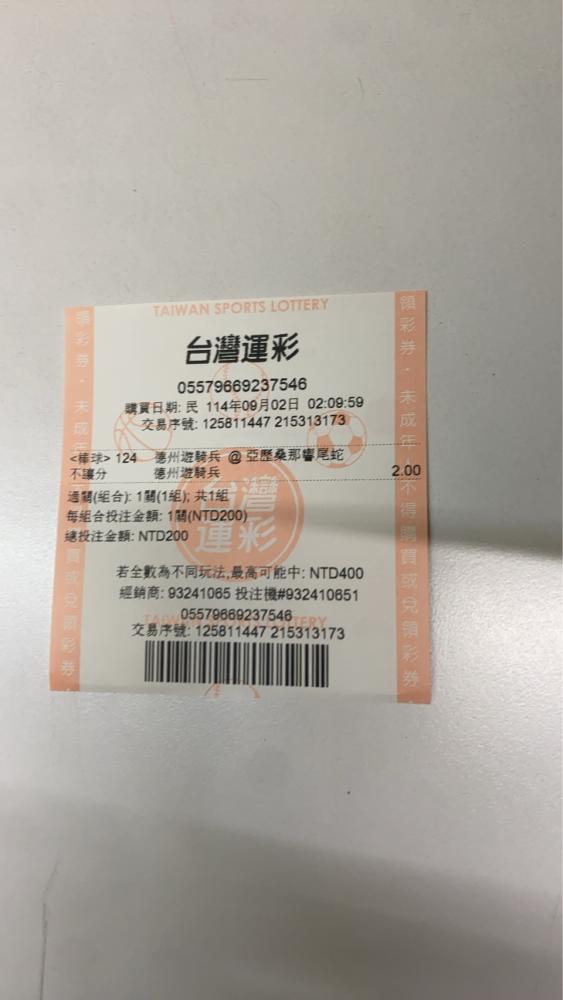 TAIWAN SPORTS LOTTERY
台灣運彩
05579669237546
購買日期: 民 114年09月02日 02:09:59
交易序號: 125811447 215313173
<棒球> 124 德州遊騎兵 @ 亞歷桑那響尾蛇
不讓分 德州遊騎兵 2.00
過關(組合): 1關(1組); 共1組
每組合投注金額: 1關(NTD200)
總投注金額: NTD200
台灣運彩
若全數為不同玩法,最高可能中: NTD400
經銷商: 93241065 投注機#932410651
05579669237546
交易序號: 125811447 215313173
領彩券・未成年
買或兌領彩券
領彩券・未成年
不得購買或兌領彩券